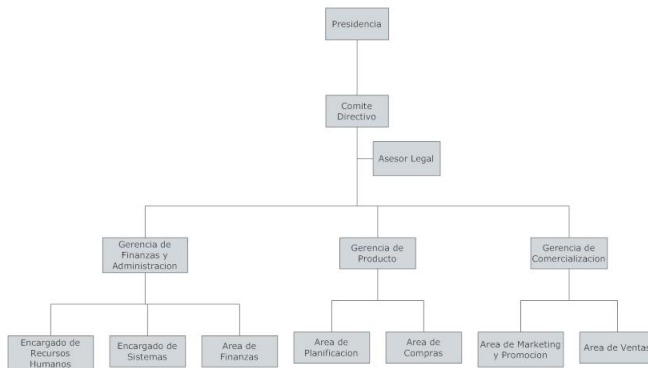 Presidencia
Comite
Directivo
Asesor Legal
Gerencia de
Finanzas y
Administracion
Gerencia de
Producto
Gerencia de
Comercializacion
Encargado de
Recursos
Humanos
Encargado de
Sistemas
Area de
Finanzas
Area de
Planificacion
Area de
Compras
Area de Marketing
y Promocion
Area de Ventas